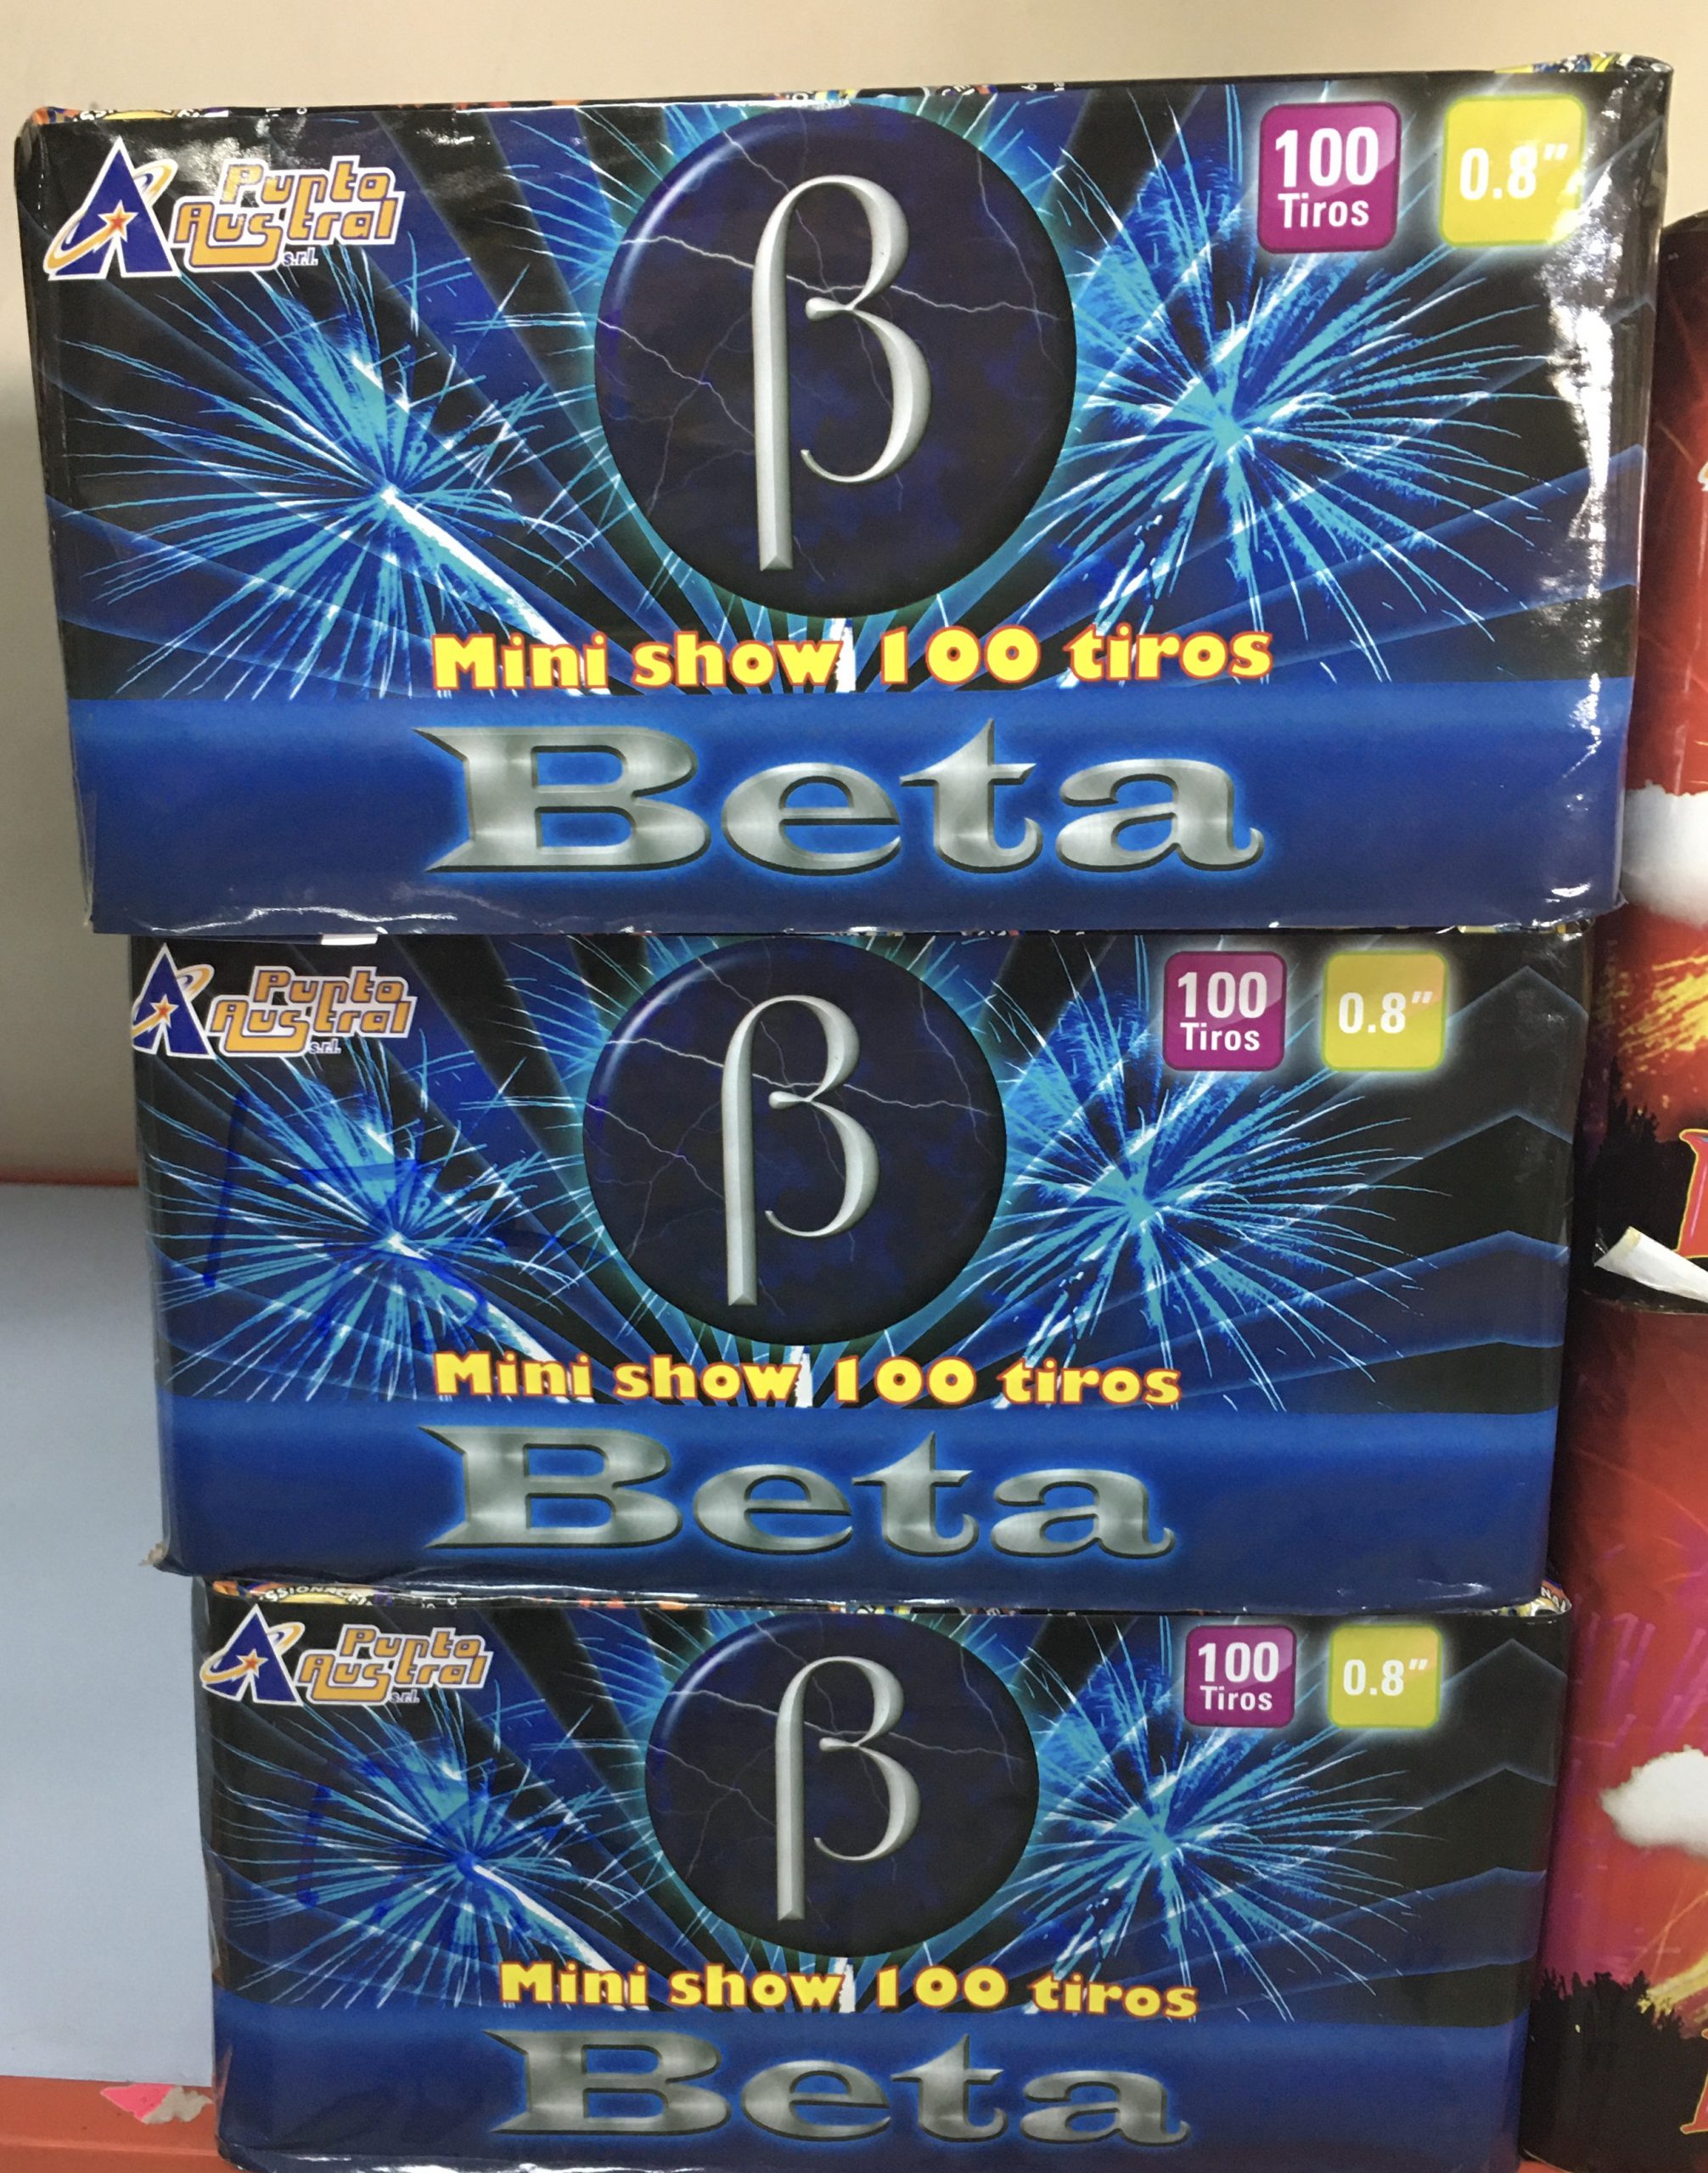 Punto
Austral
s.r.l.
100
Tiros
0.8"
β
Mini show 100 tiros
Beta
Punto
Austral
s.r.l.
100
Tiros
0.8"
β
Mini show 100 tiros
Beta
Punto
Austral
s.r.l.
100
Tiros
0.8"
β
Mini show 100 tiros
Beta